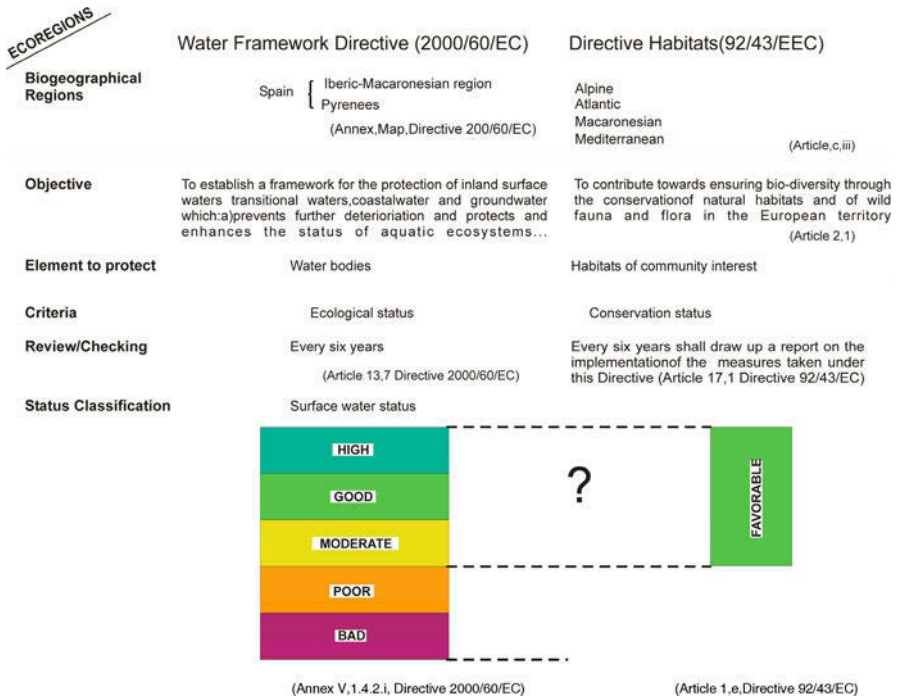 ECOREGIONS
Water Framework Directive (2000/60/EC) Directive Habitats(92/43/EEC)
Biogeographical
Regions
Spain { Iberic-Macaronesian region
Pyrenees
(Annex,Map,Directive 200/60/EC)
Alpine
Atlantic
Macaronesian
Mediterranean
(Article,c,iii)
Objective
To establish a framework for the protection of inland surface
waters transitional waters,coastalwater and groundwater
which:a)prevents further deterioriation and protects and
enhances the status of aquatic ecosystems...
To contribute towards ensuring bio-diversity through
the conservationof natural habitats and of wild
fauna and flora in the European territory
(Article 2,1)
Element to protect
Water bodies
Habitats of community interest
Criteria
Ecological status
Conservation status
Review/Checking
Every six years
(Article 13,7 Directive 2000/60/EC)
Every six years shall draw up a report on the
implementationof the measures taken under
this Directive (Article 17,1 Directive 92/43/EC)
Status Classification
Surface water status
HIGH
GOOD
MODERATE
POOR
BAD
?
FAVORABLE
(Annex V,1.4.2.i, Directive 2000/60/EC)
(Article 1,e,Directive 92/43/EC)